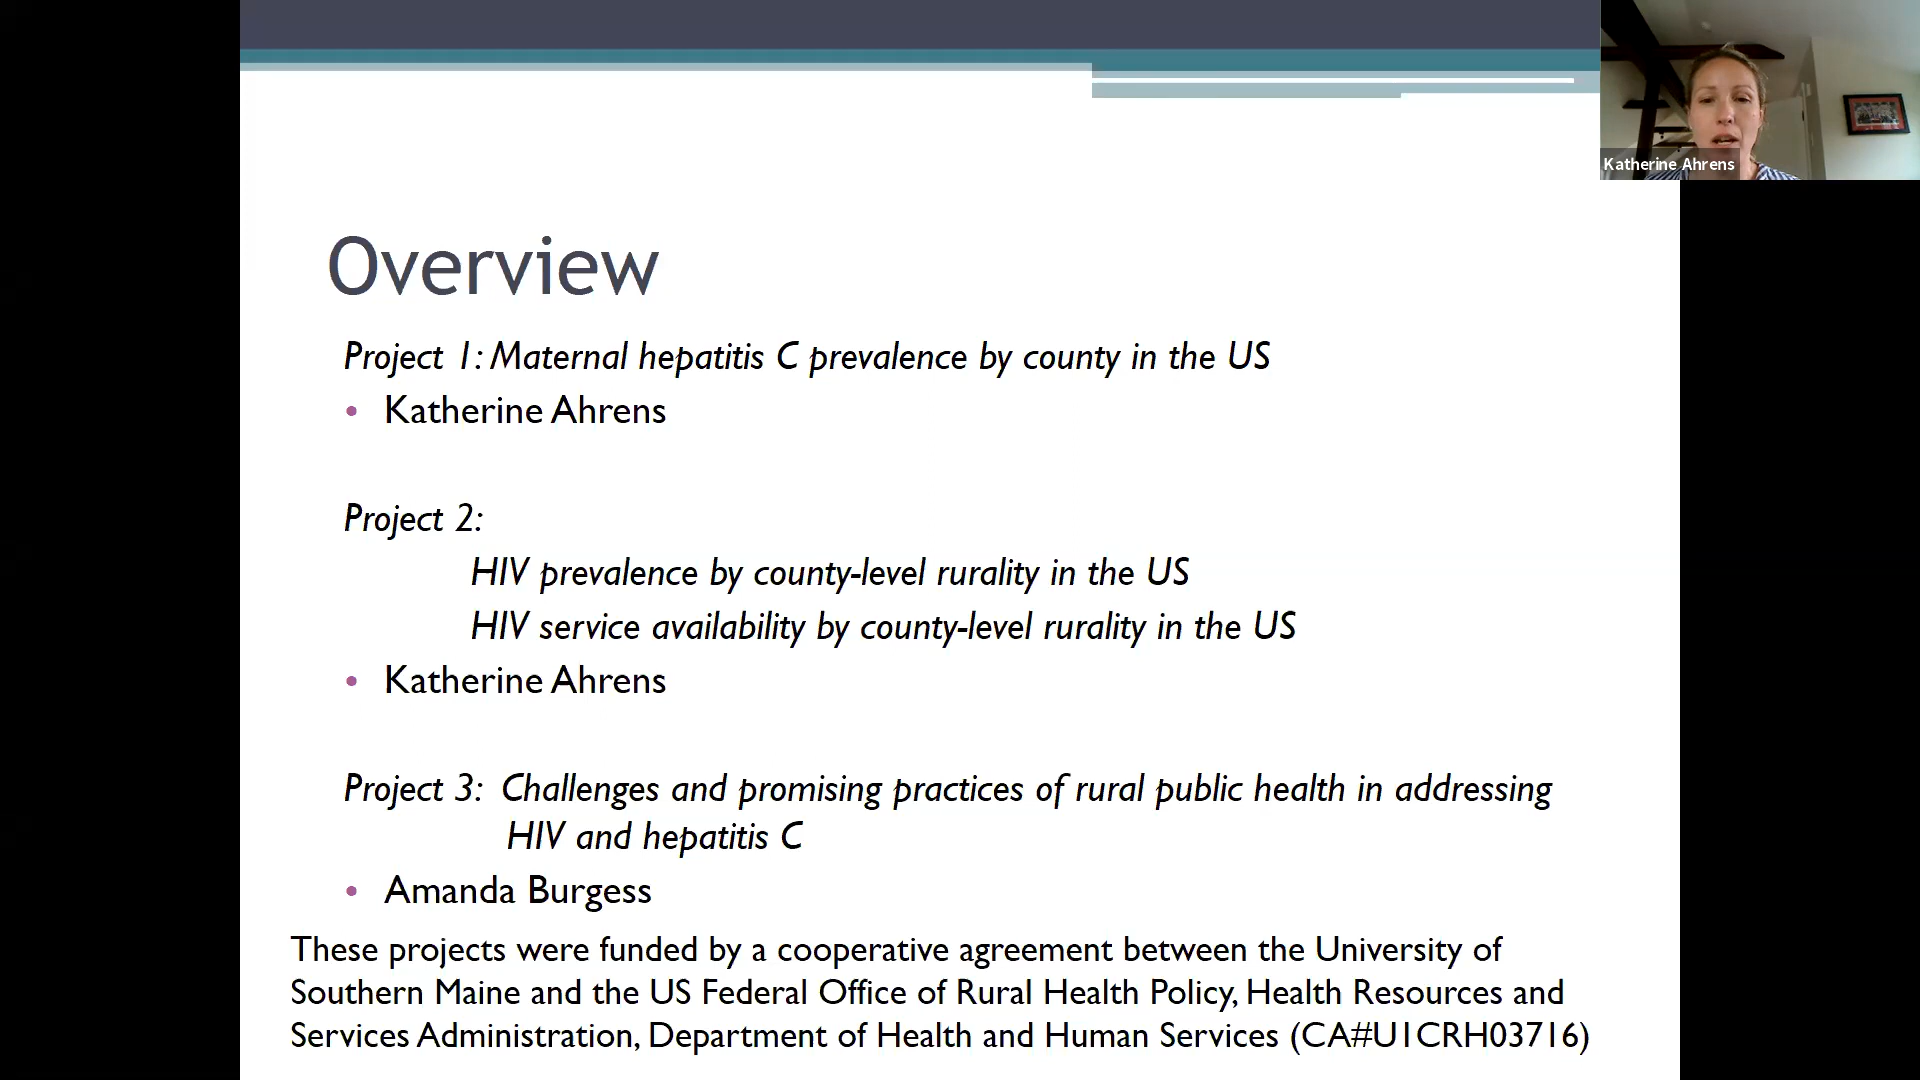 Katherine Ahrens
Overview
Project 1: Maternal hepatitis C prevalence by county in the US
• Katherine Ahrens
Project 2:
HIV prevalence by county-level rurality in the US
HIV service availability by county-level rurality in the US
• Katherine Ahrens
Project 3: Challenges and promising practices of rural public health in addressing
HIV and hepatitis C
• Amanda Burgess
These projects were funded by a cooperative agreement between the University of
Southern Maine and the US Federal Office of Rural Health Policy, Health Resources and
Services Administration, Department of Health and Human Services (CA#U1CRH03716)